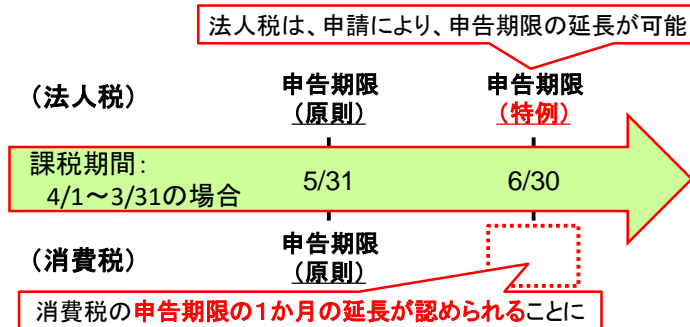 法人税は、申請により、申告期限の延長が可能
（法人税）
申告期限
（原則）
申告期限
（特例）
課税期間：
4/1～3/31の場合
5/31
6/30
（消費税）
申告期限
（原則）
消費税の申告期限の１か月の延長が認められることに